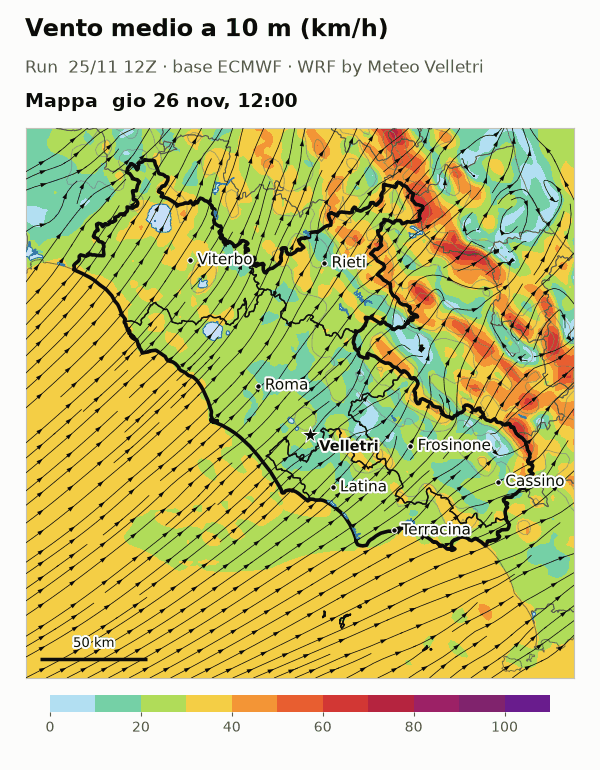 Vento medio a 10 m (km/h)
Run  25/11 12Z · base ECMWF · WRF by Meteo Velletri
Mappa  gio 26 nov, 12:00
Viterbo
Rieti
Roma
Velletri
Frosinone
Latina
Cassino
Terracina
50 km
0 20 40 60 80 100